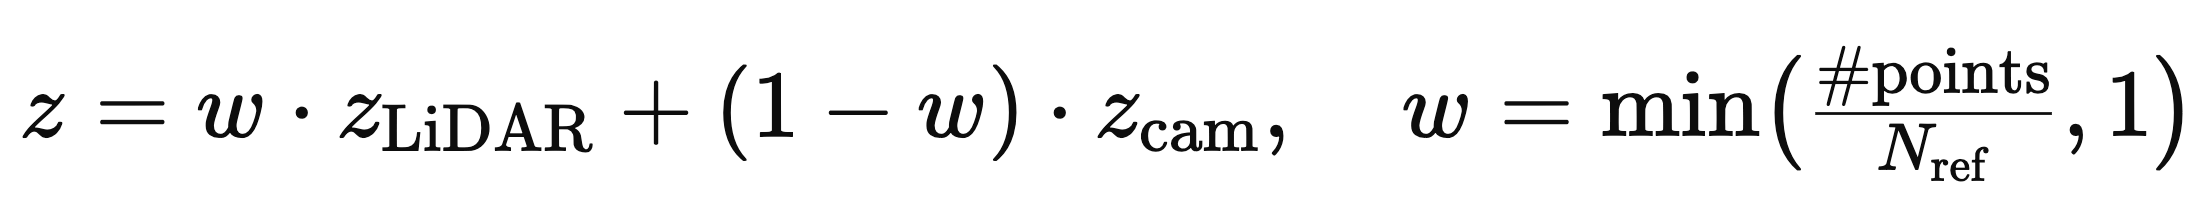 z = w · z_LiDAR + (1 − w) · z_cam, w = min(#points / N_ref, 1)